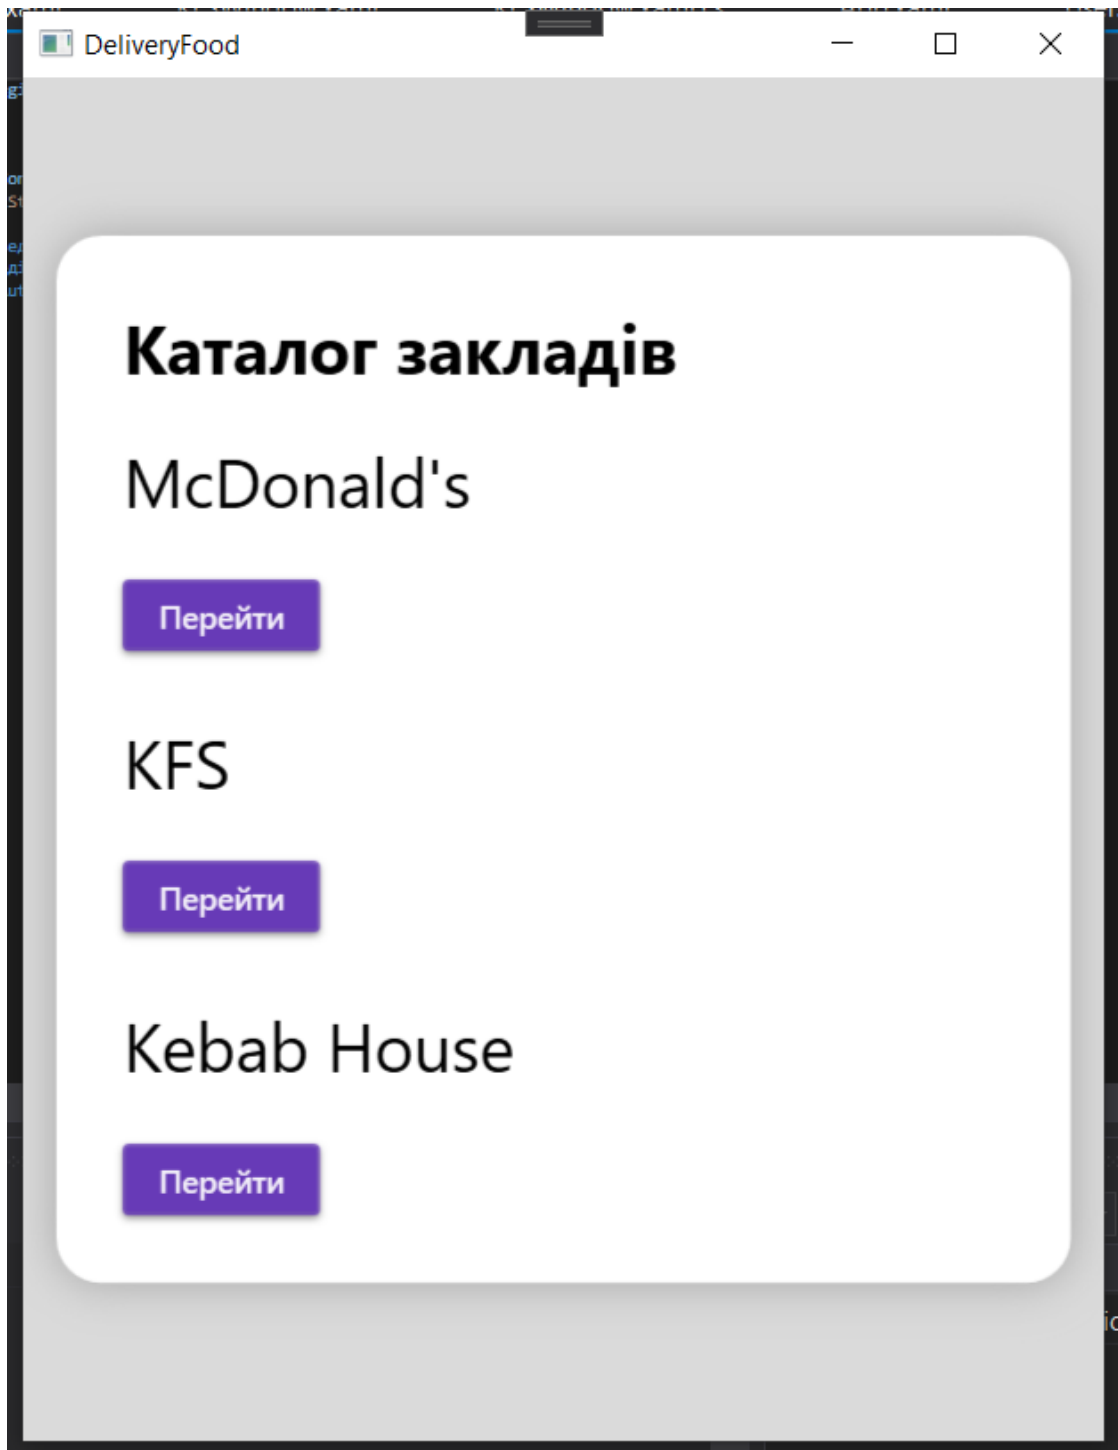 DeliveryFood
Каталог закладів
McDonald's
Перейти
KFS
Перейти
Kebab House
Перейти